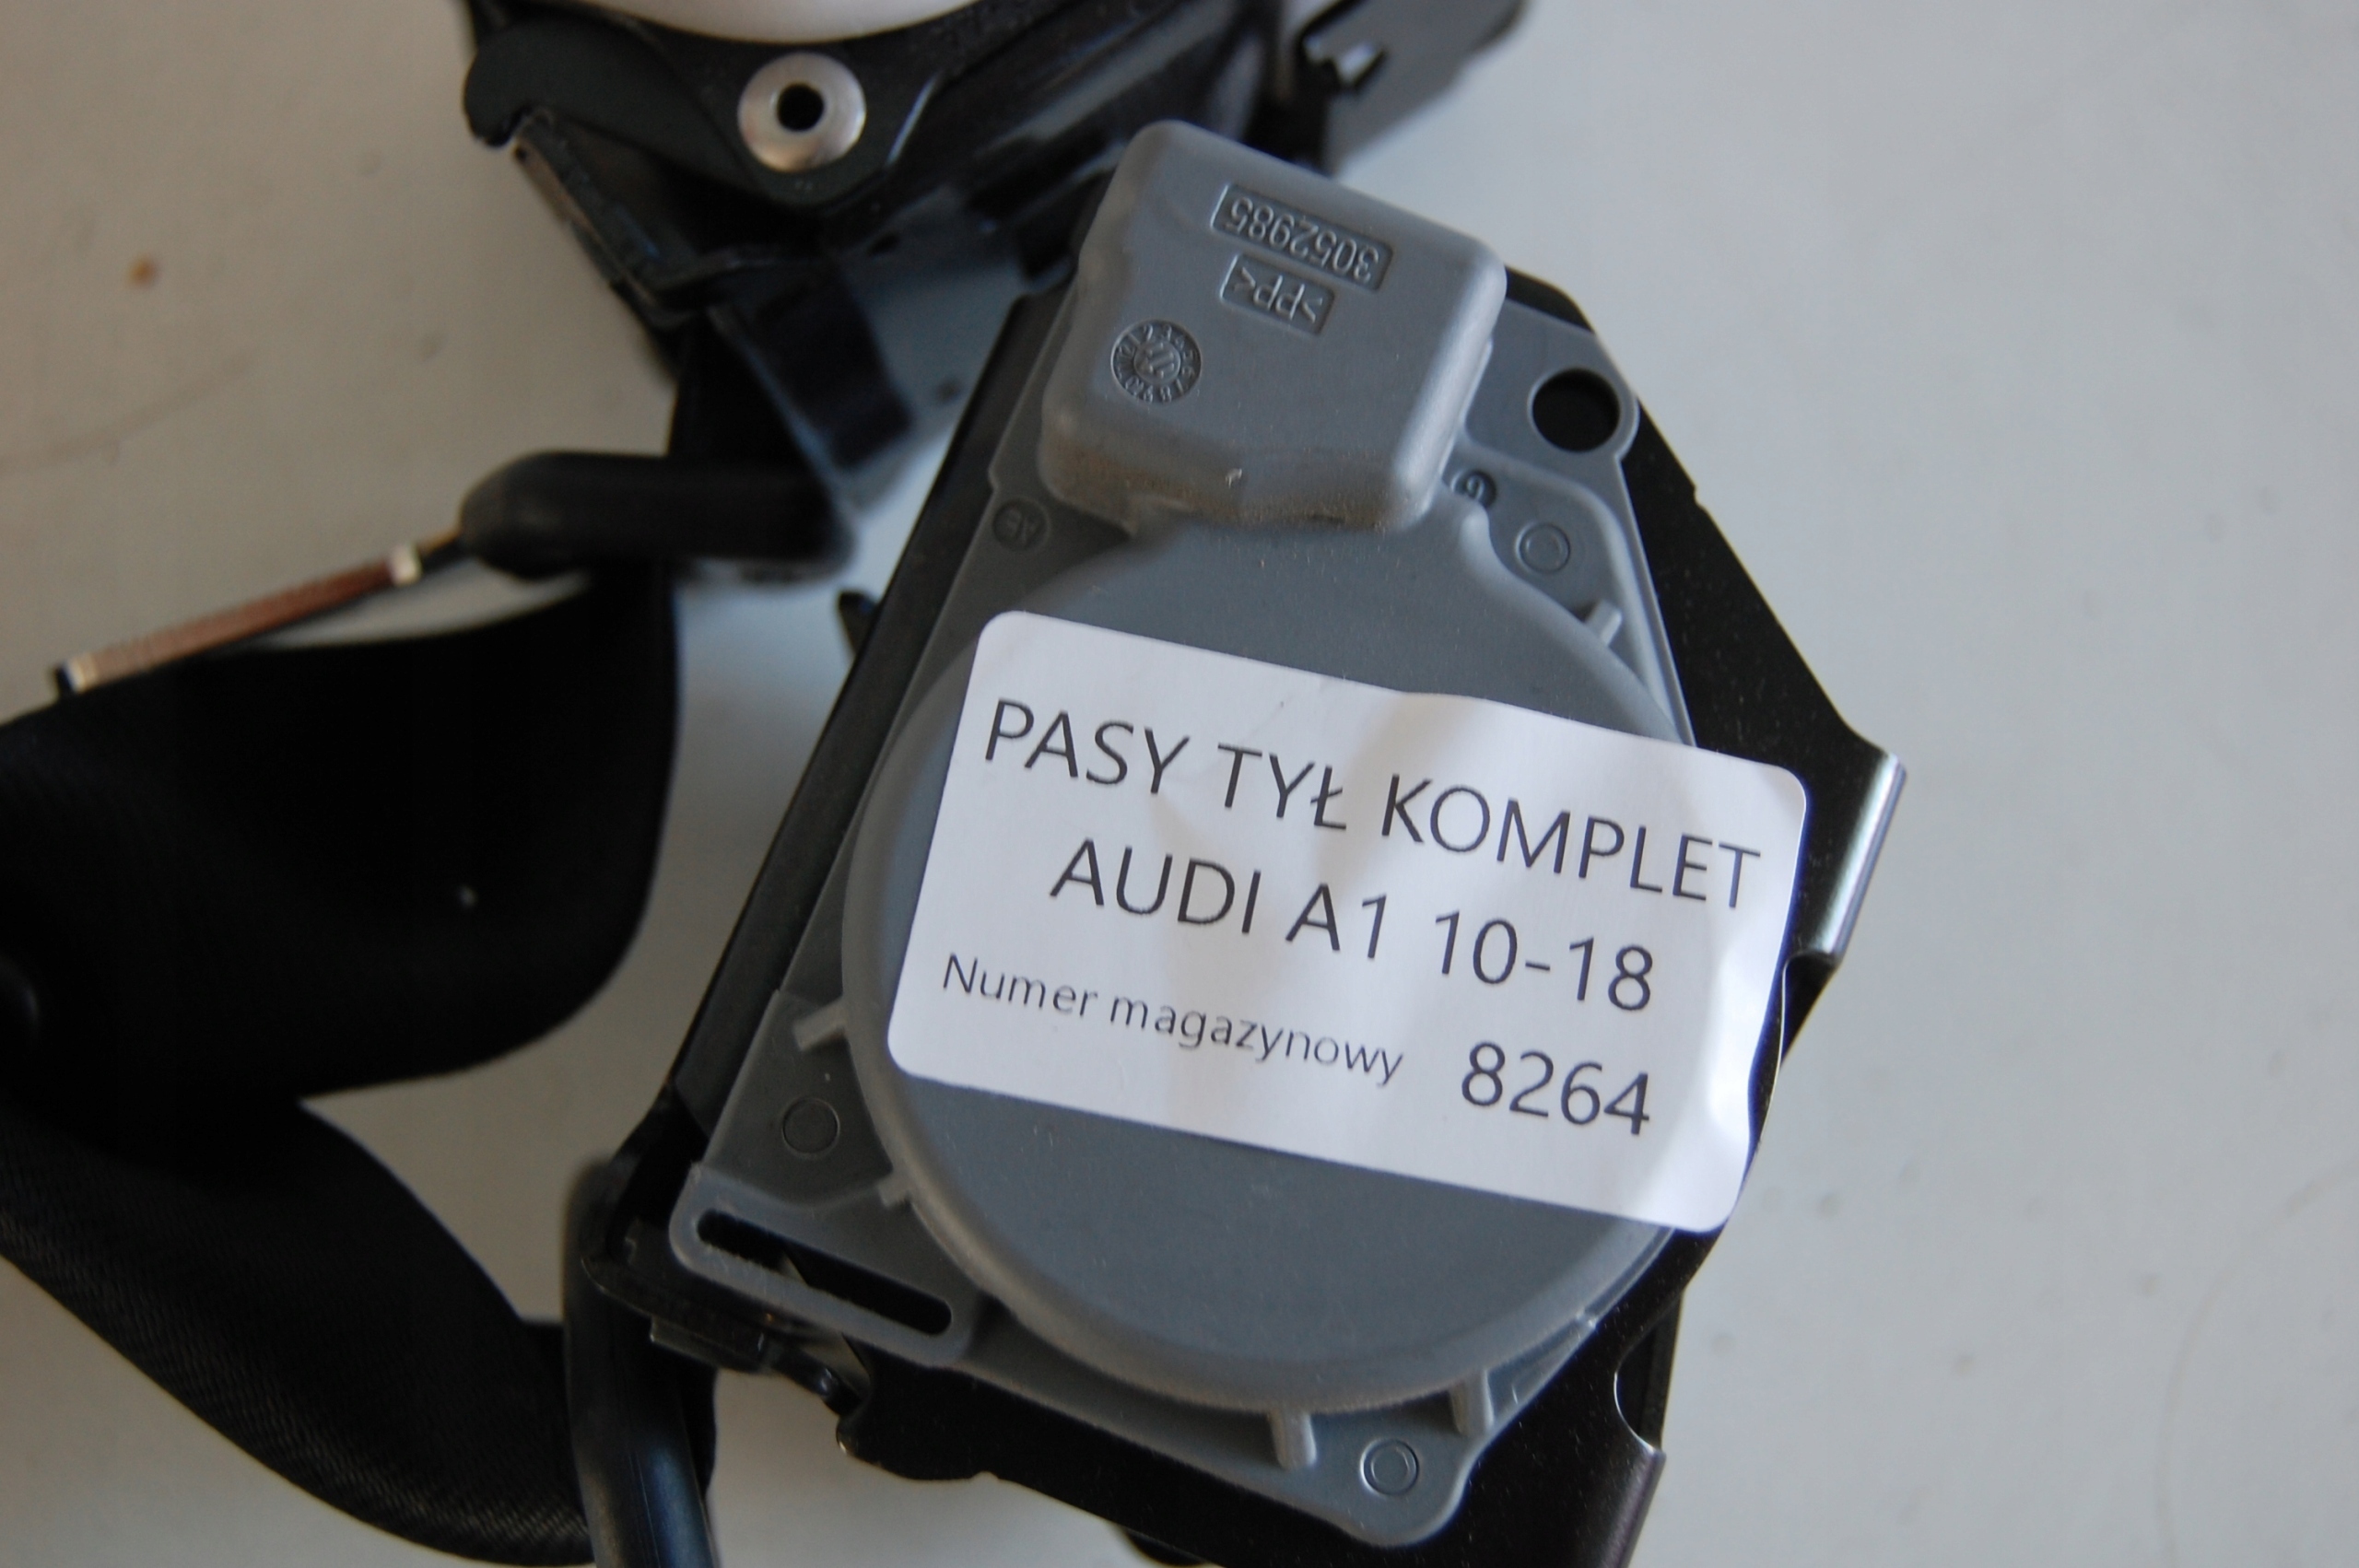 3052985
>PP<
PASY TYŁ KOMPLET
AUDI A1 10-18
Numer magazynowy 8264